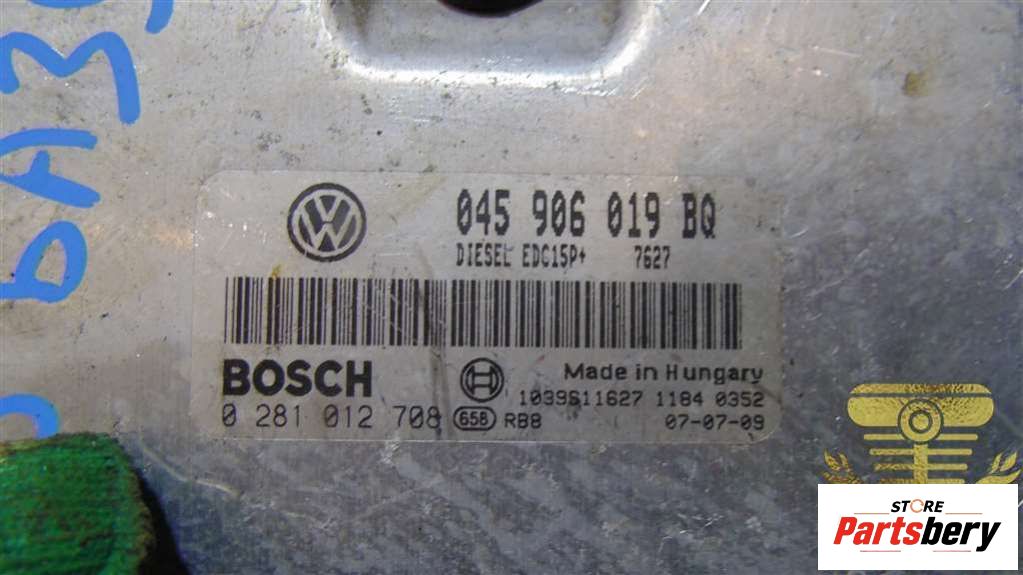 045 906 019 BQ
DIESEL EDC15P+ 7627
BOSCH
Made in Hungary
1039S11627 1184 0352
0 281 012 708 658 RB8 07-07-09
STORE
Partsbery